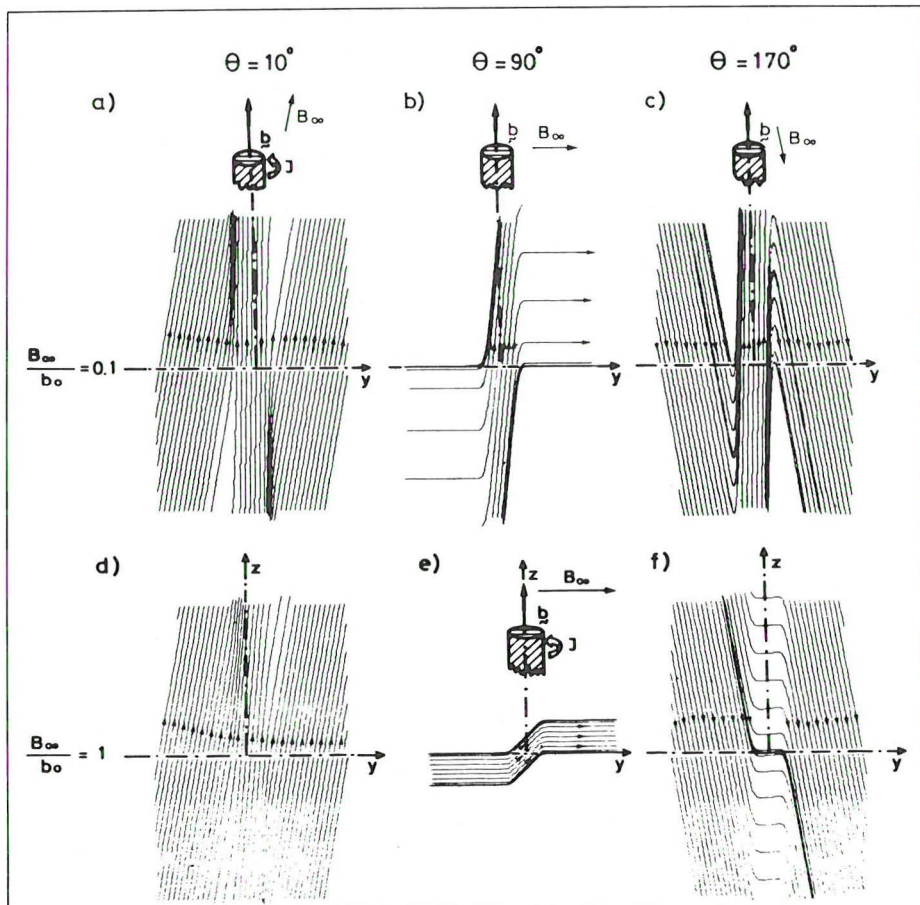 θ = 10° θ = 90° θ = 170°
a) b) c)
B∞ b J
b B∞
b B∞
B∞/b₀ = 0.1 y y y
d) e) f)
z z z
B∞ b J
B∞/b₀ = 1 y y y